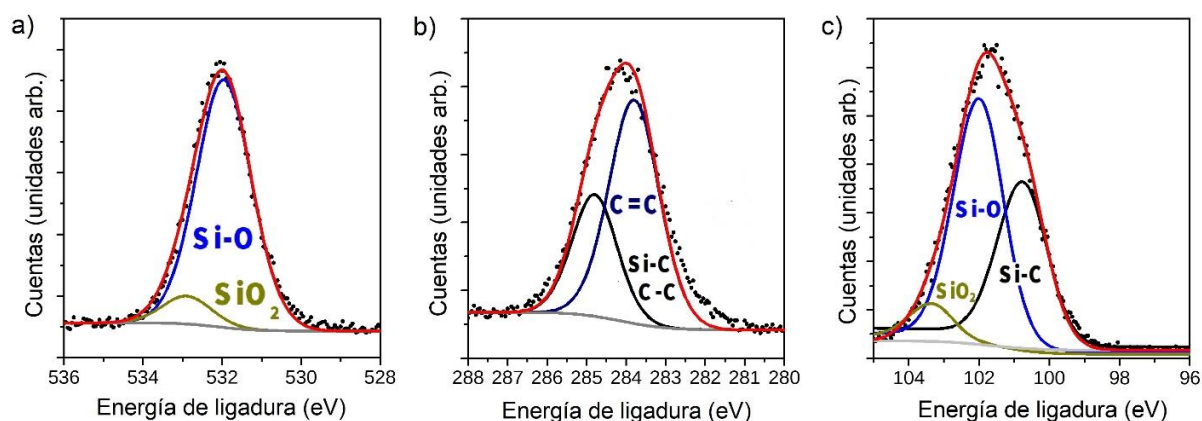 a)
Cuentas (unidades arb.)
Si-O
SiO2
536 534 532 530 528
Energía de ligadura (eV)
b)
Cuentas (unidades arb.)
C=C
Si-C
C-C
288 287 286 285 284 283 282 281 280
Energía de ligadura (eV)
c)
Cuentas (unidades arb.)
Si-O
Si-C
SiO2
104 102 100 98 96
Energía de ligadura (eV)